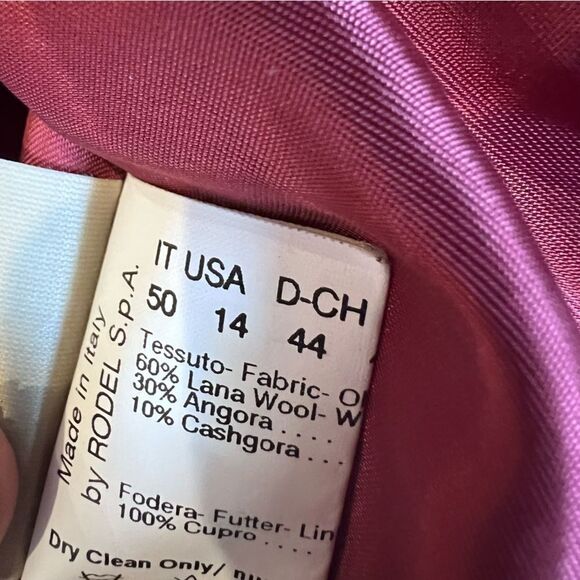 IT USA D-CH
50 14 44
Tessuto- Fabric- O
60% Lana Wool- W
30% Angora ....
10% Cashgora ....
Fodera- Futter- Lin
100% Cupro ....
Dry Clean Only/
Made in Italy
by RODEL S.p.A.